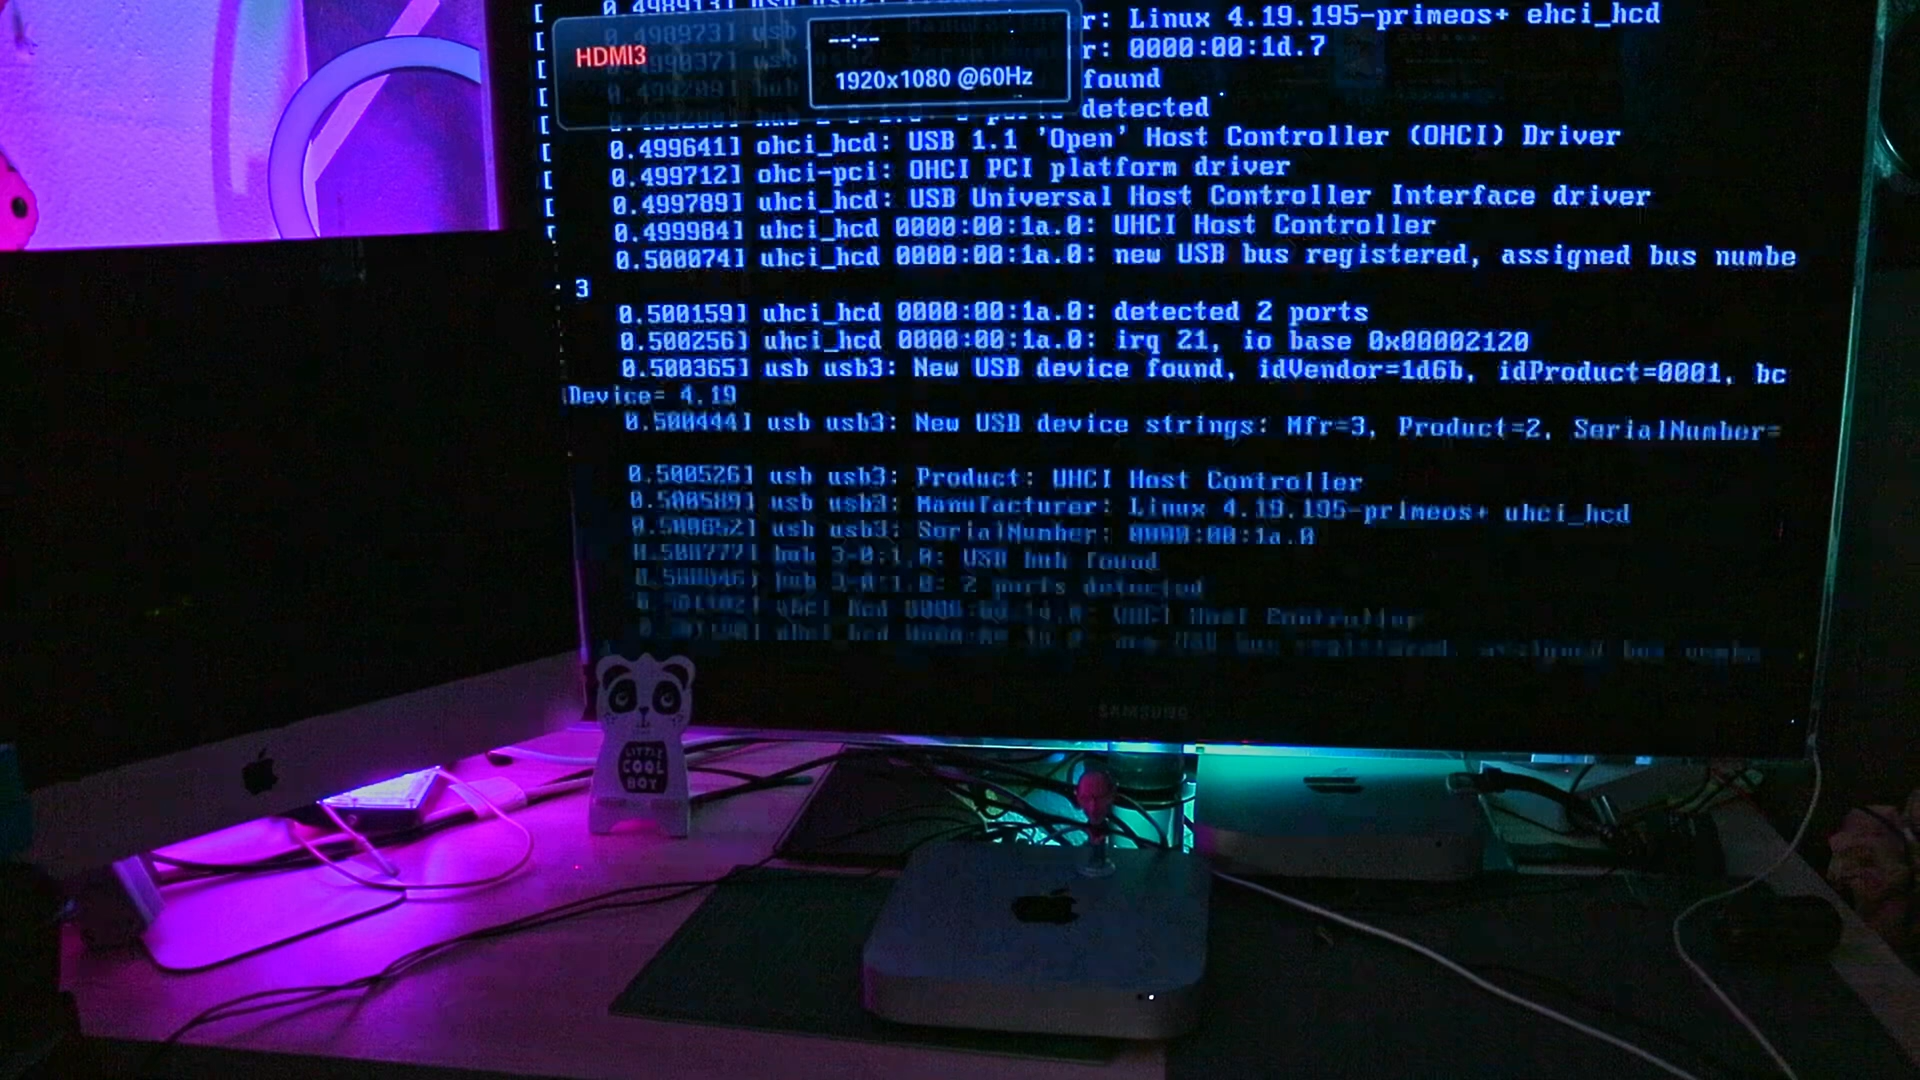 HDMI3
--:--
1920x1080 @60Hz
r: Linux 4.19.195-primeos+ ehci_hcd
r: 0000:00:1d.7
found
detected
[ 0.499641] ohci_hcd: USB 1.1 'Open' Host Controller (OHCI) Driver
[ 0.499712] ohci-pci: OHCI PCI platform driver
[ 0.499789] uhci_hcd: USB Universal Host Controller Interface driver
[ 0.499984] uhci_hcd 0000:00:1a.0: UHCI Host Controller
0.500074] uhci_hcd 0000:00:1a.0: new USB bus registered, assigned bus numbe
3
0.500159] uhci_hcd 0000:00:1a.0: detected 2 ports
0.500256] uhci_hcd 0000:00:1a.0: irq 21, io base 0x00002120
0.500365] usb usb3: New USB device found, idVendor=1d6b, idProduct=0001, bc
Device= 4.19
0.500444] usb usb3: New USB device strings: Mfr=3, Product=2, SerialNumber=
0.500526] usb usb3: Product: UHCI Host Controller
0.500589] usb usb3: Manufacturer: Linux 4.19.195-primeos+ uhci_hcd
0.500652] usb usb3: SerialNumber: 0000:00:1a.0
0.500777] hub 3-0:1.0: USB hub found
hub 3-0:1.0: 2 ports detected
UHCI Host Controller
SAMSUNG
LITTLE
COOL
BOY